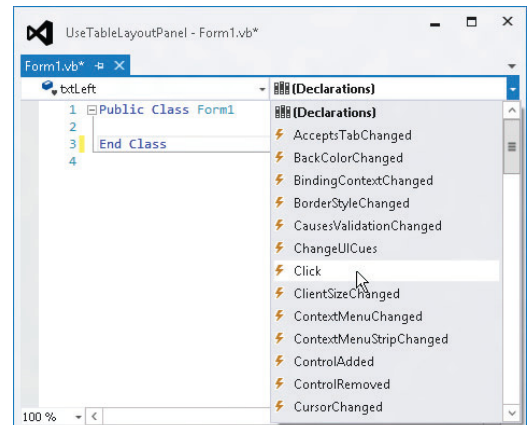 UseTableLayoutPanel - Form1.vb*
Form1.vb*
txtLeft
(Declarations)
1 Public Class Form1
2
3 End Class
4
(Declarations)
AcceptsTabChanged
BackColorChanged
BindingContextChanged
BorderStyleChanged
CausesValidationChanged
ChangeUICues
Click
ClientSizeChanged
ContextMenuChanged
ContextMenuStripChanged
ControlAdded
ControlRemoved
CursorChanged
100 %